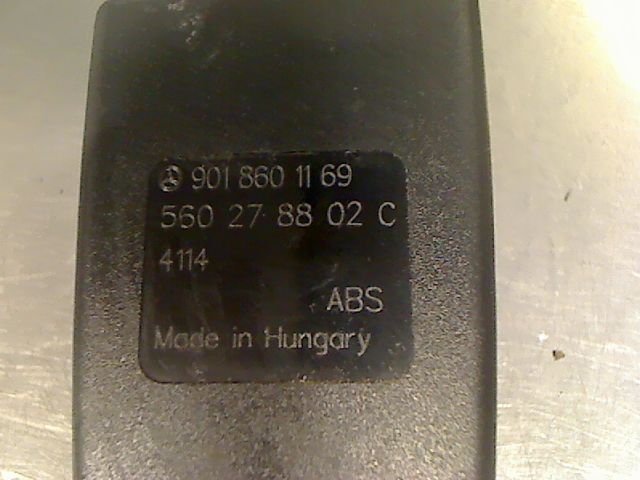 901 860 11 69
560 27 88 02 C
4114
ABS
Made in Hungary